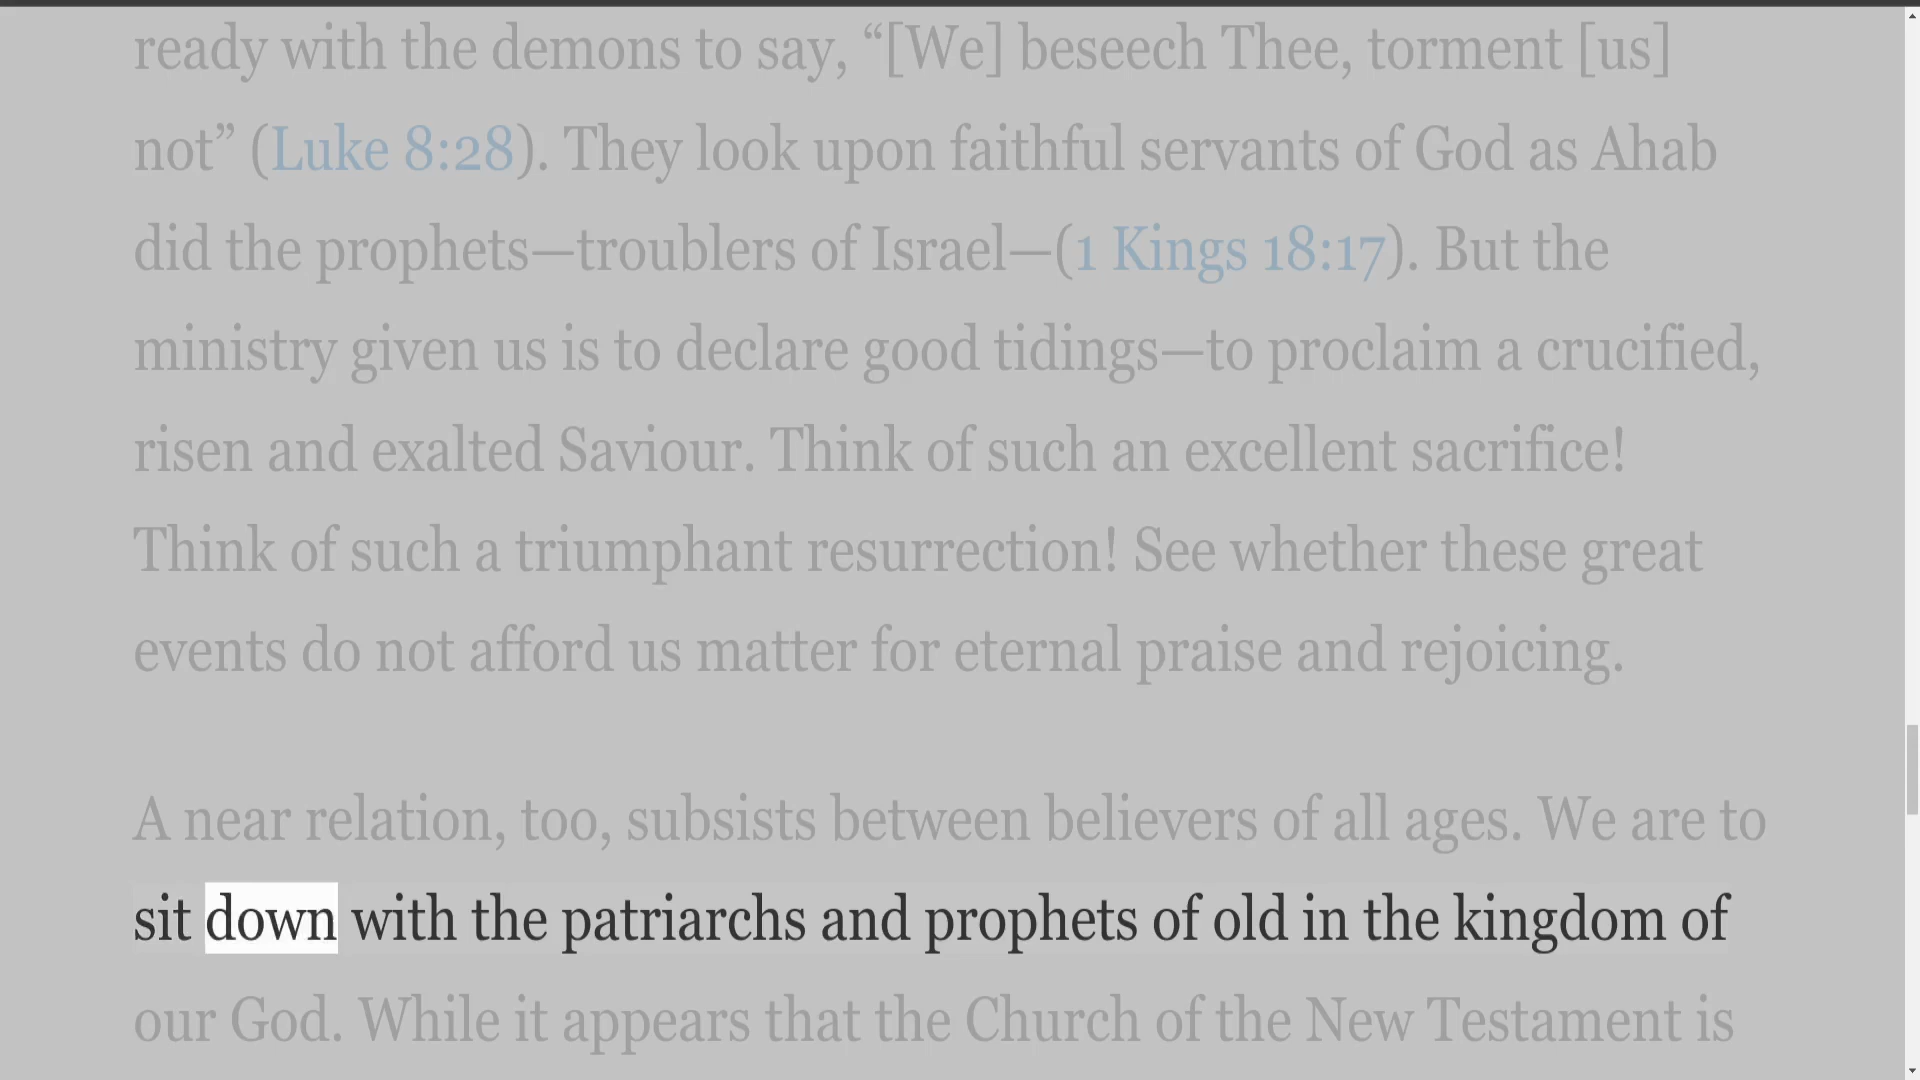 ready with the demons to say, “[We] beseech Thee, torment [us]
not” (Luke 8:28). They look upon faithful servants of God as Ahab
did the prophets—troublers of Israel—(1 Kings 18:17). But the
ministry given us is to declare good tidings—to proclaim a crucified,
risen and exalted Saviour. Think of such an excellent sacrifice!
Think of such a triumphant resurrection! See whether these great
events do not afford us matter for eternal praise and rejoicing.
A near relation, too, subsists between believers of all ages. We are to
sit down with the patriarchs and prophets of old in the kingdom of
our God. While it appears that the Church of the New Testament is